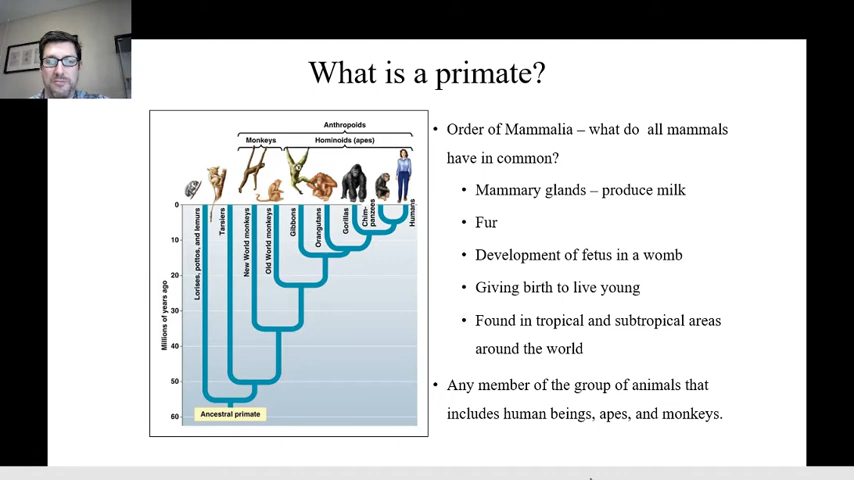 What is a primate?
Anthropoids
Monkeys
Hominoids (apes)
Lorises, pottos, and lemurs
Tarsiers
New World monkeys
Old World monkeys
Gibbons
Orangutans
Gorillas
Chim-
panzees
Humans
Millions of years ago
0
10
20
30
40
50
60
Ancestral primate
• Order of Mammalia – what do all mammals
have in common?
• Mammary glands – produce milk
• Fur
• Development of fetus in a womb
• Giving birth to live young
• Found in tropical and subtropical areas
around the world
• Any member of the group of animals that
includes human beings, apes, and monkeys.